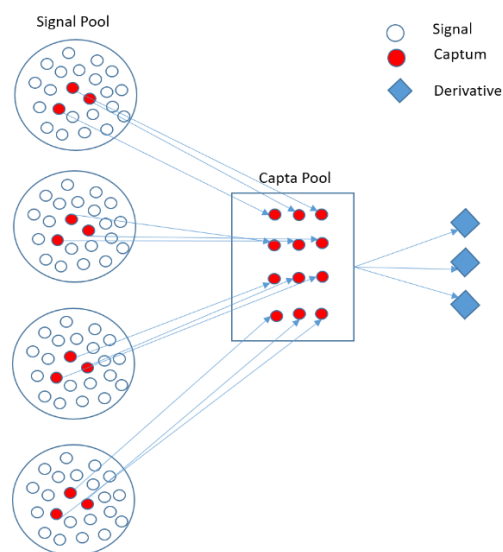 Signal Pool
Signal
Captum
Derivative
Capta Pool